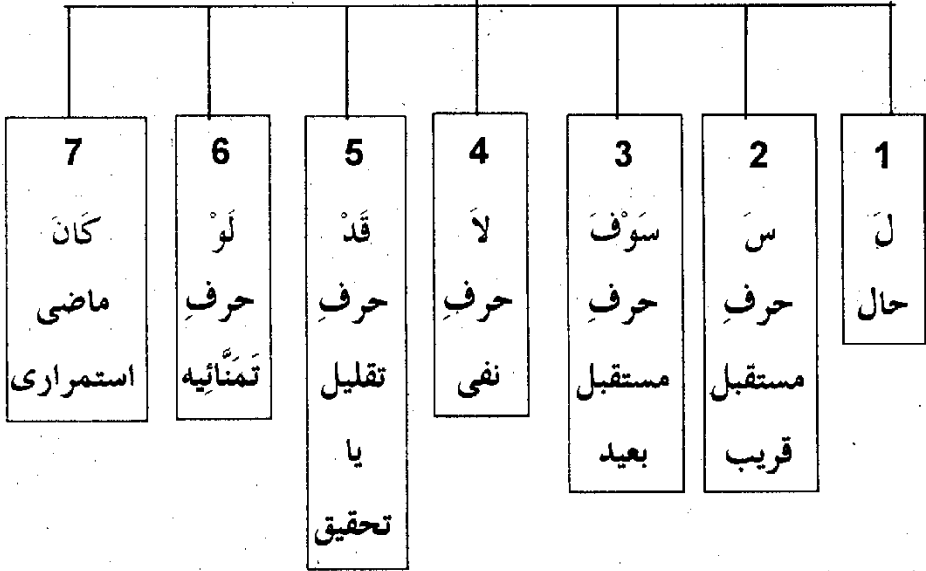 1
لَ
حال
2
سَ
حرفِ
مستقبل
قریب
3
سَوْفَ
حرفِ
مستقبل
بعید
4
لاَ
حرفِ
نفی
5
قَدْ
حرفِ
تقلیل
یا
تحقیق
6
لَوْ
حرفِ
تَمَنَّائِیه
7
كَانَ
ماضی
استمراری